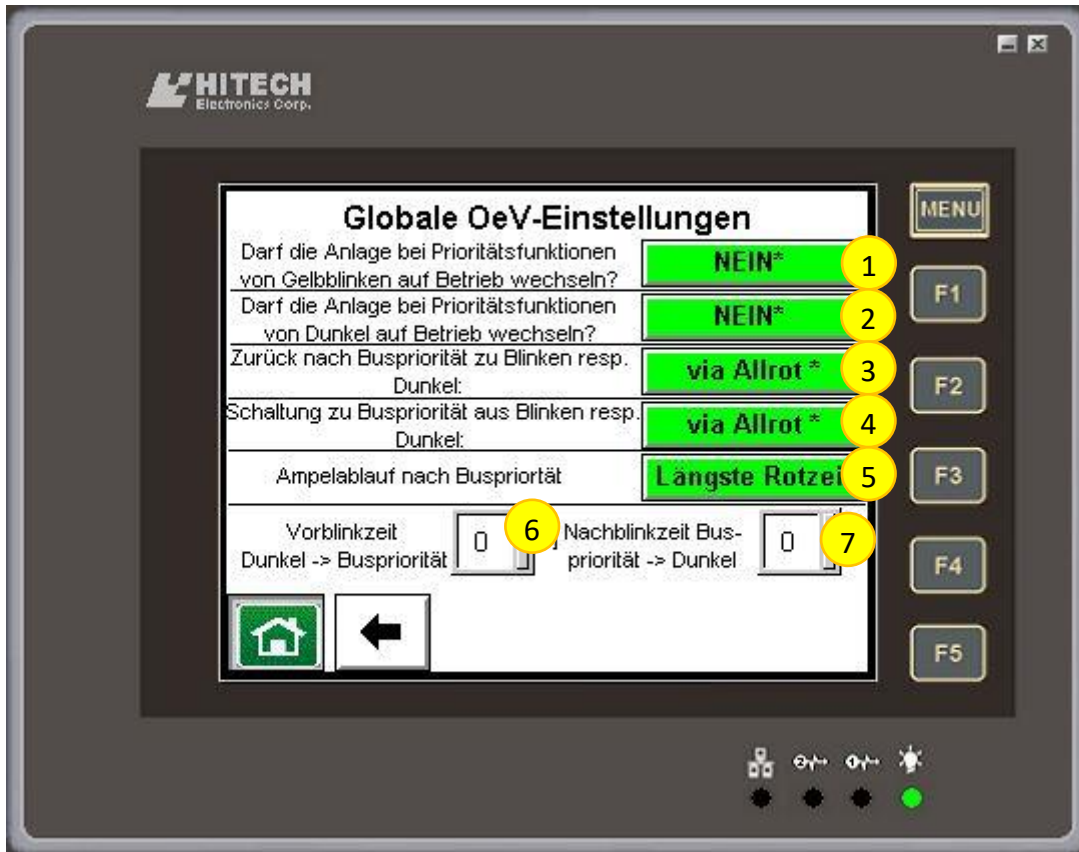 HITECH
Electronics Corp.
MENU
F1
F2
F3
F4
F5
Globale OeV-Einstellungen
Darf die Anlage bei Prioritätsfunktionen
von Gelbblinken auf Betrieb wechseln?
NEIN*
1
Darf die Anlage bei Prioritätsfunktionen
von Dunkel auf Betrieb wechseln?
NEIN*
2
Zurück nach Buspriorität zu Blinken resp.
Dunkel:
via Allrot *
3
Schaltung zu Buspriorität aus Blinken resp.
Dunkel:
via Allrot *
4
Ampelablauf nach Buspriortät
Längste Rotzei
5
Vorblinkzeit
Dunkel -> Buspriorität
0
6
]
Nachblinkzeit Bus-
priorität -> Dunkel
0
7